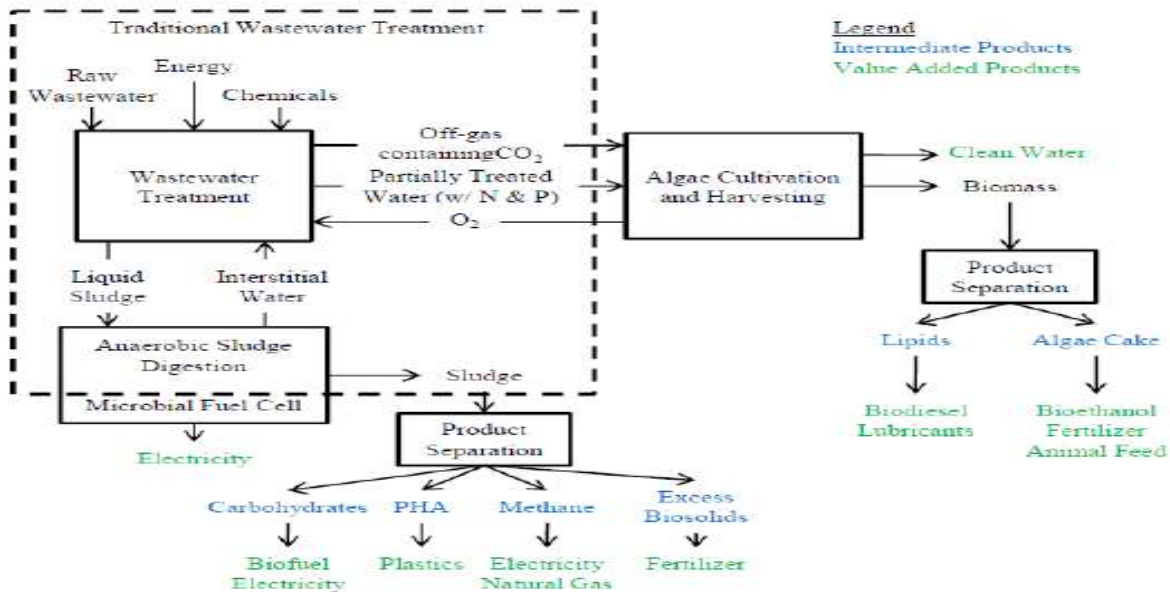 Traditional Wastewater Treatment
Legend
Intermediate Products
Value Added Products
Energy
Raw
Wastewater
Chemicals
Wastewater
Treatment
Off-gas
containingCO₂
Partially Treated
Water (w/ N & P)
O₂
Algae Cultivation
and Harvesting
Clean Water
Biomass
Product
Separation
Lipids
Algae Cake
Biodiesel
Lubricants
Bioethanol
Fertilizer
Animal Feed
Liquid
Sludge
Interstitial
Water
Anaerobic Sludge
Digestion
Microbial Fuel Cell
Sludge
Electricity
Product
Separation
Carbohydrates
PHA
Methane
Excess
Biosolids
Biofuel
Electricity
Plastics
Electricity
Natural Gas
Fertilizer